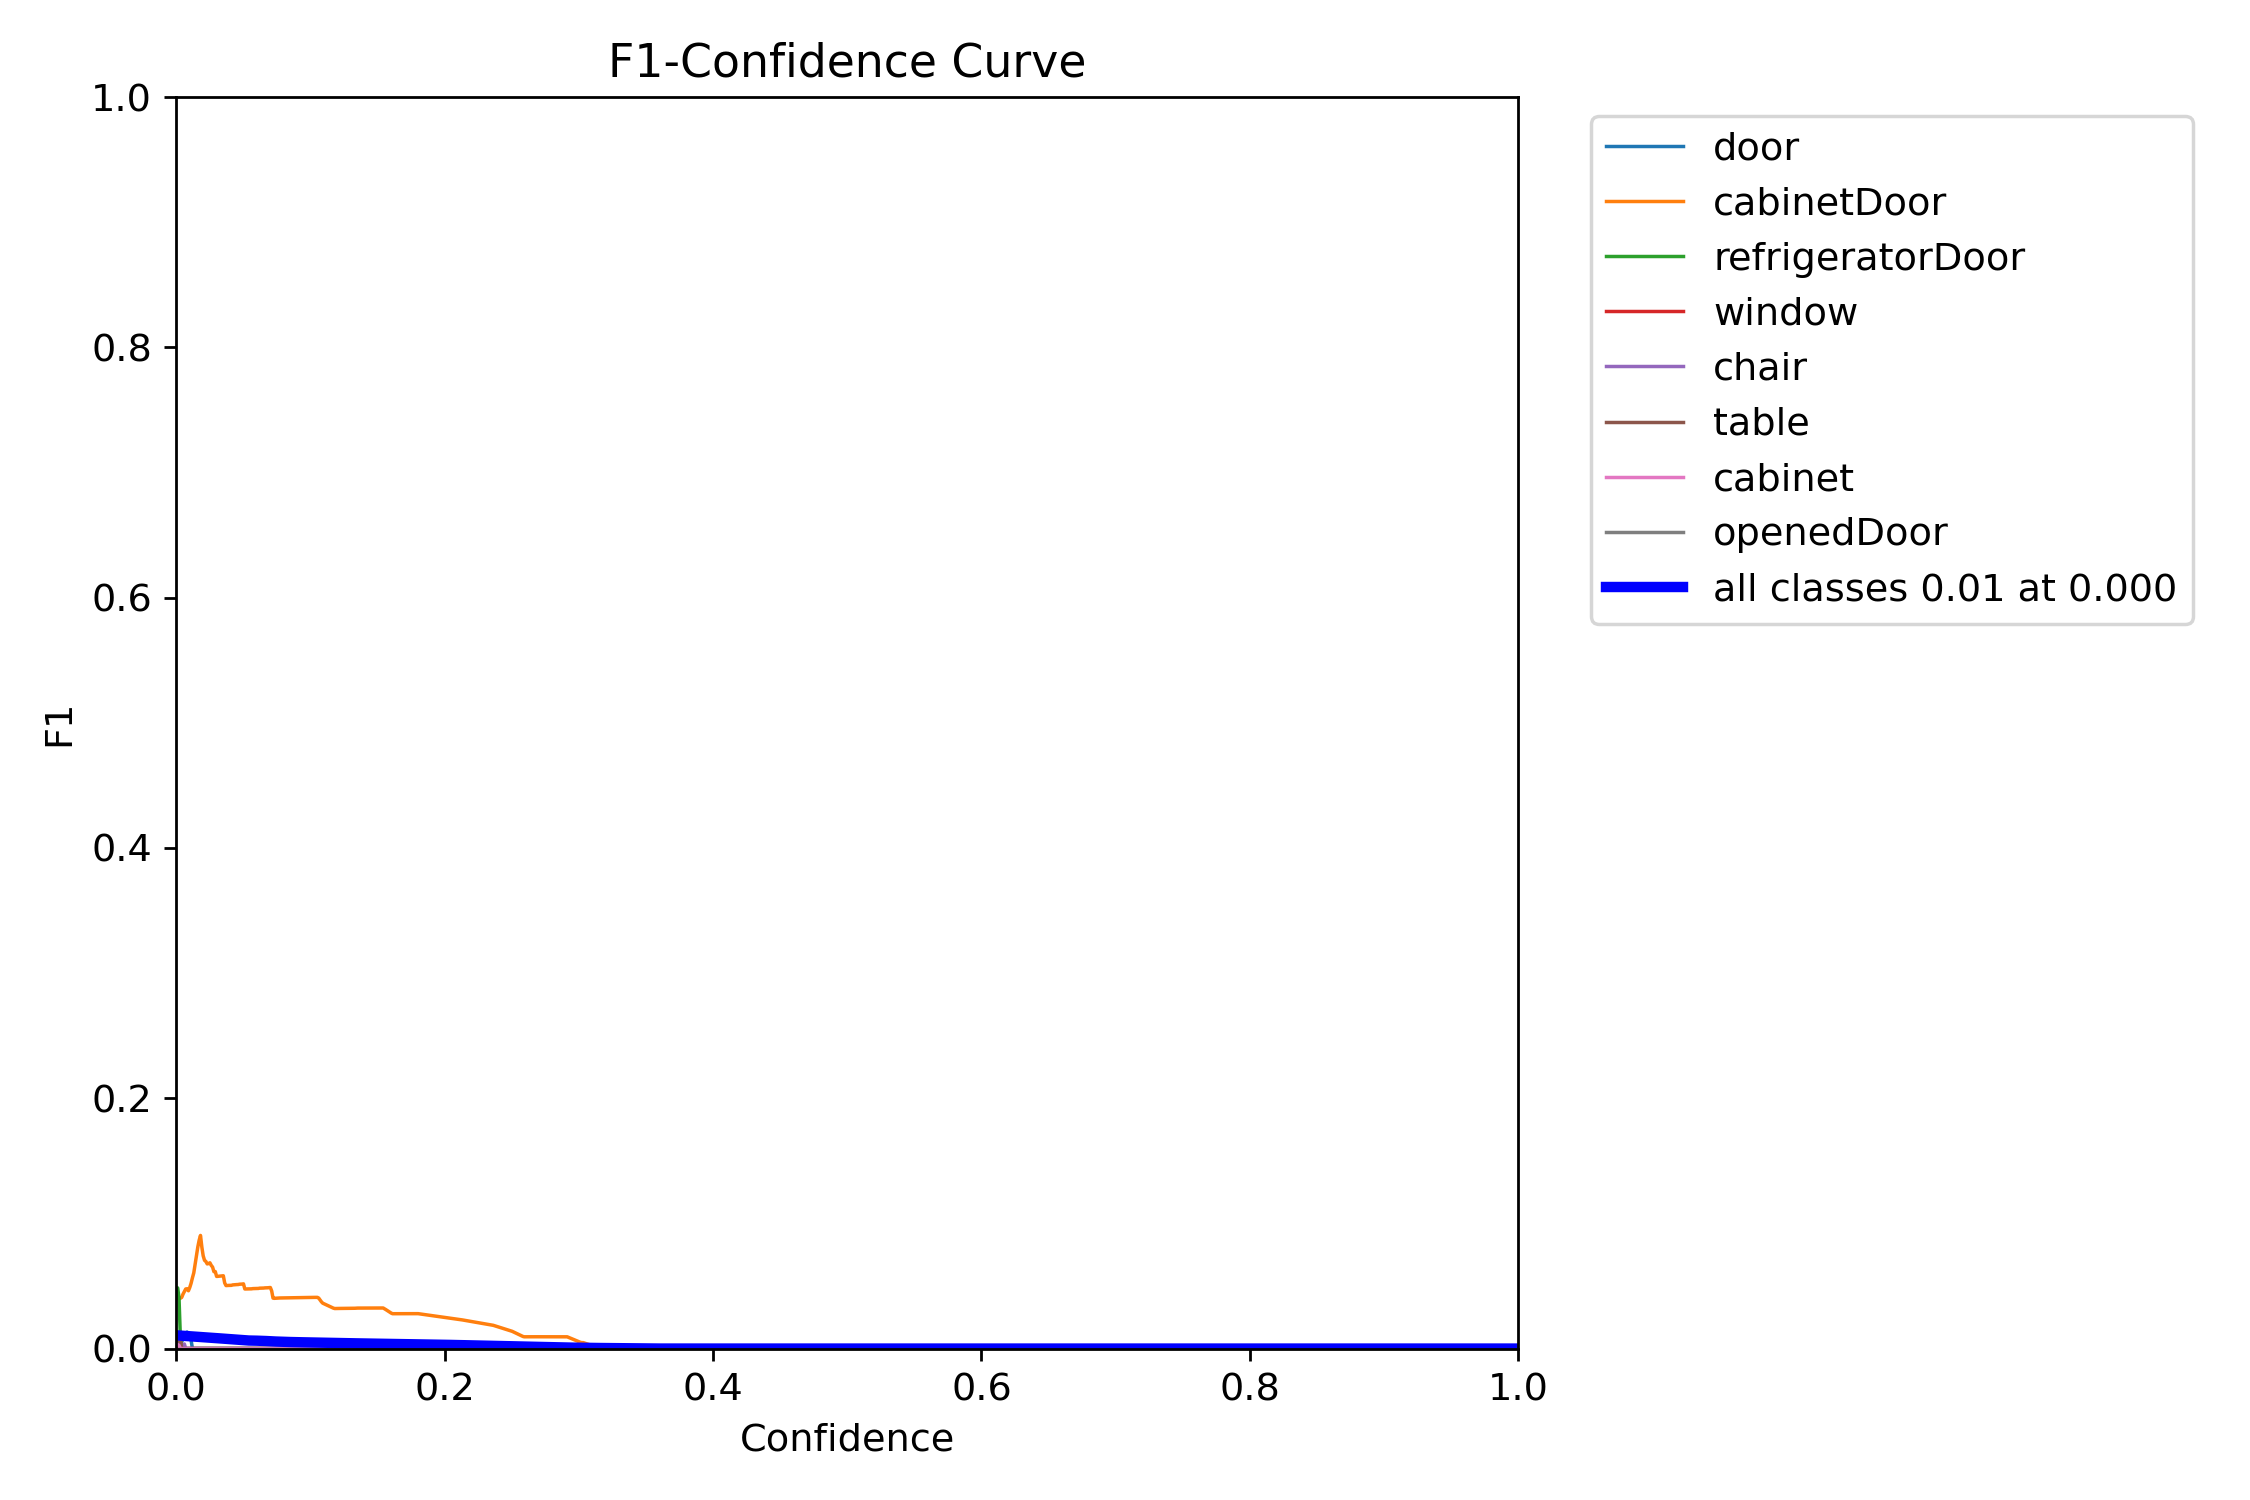 F1-Confidence Curve
1.0
0.8
0.6
0.4
0.2
0.0
F1
0.0 0.2 0.4 0.6 0.8 1.0
Confidence
door
cabinetDoor
refrigeratorDoor
window
chair
table
cabinet
openedDoor
all classes 0.01 at 0.000